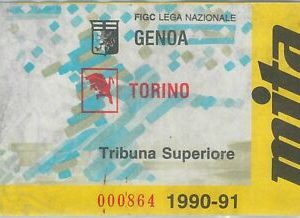 FIGC LEGA NAZIONALE
GENOA
TORINO
Tribuna Superiore
000864 1990-91
mita